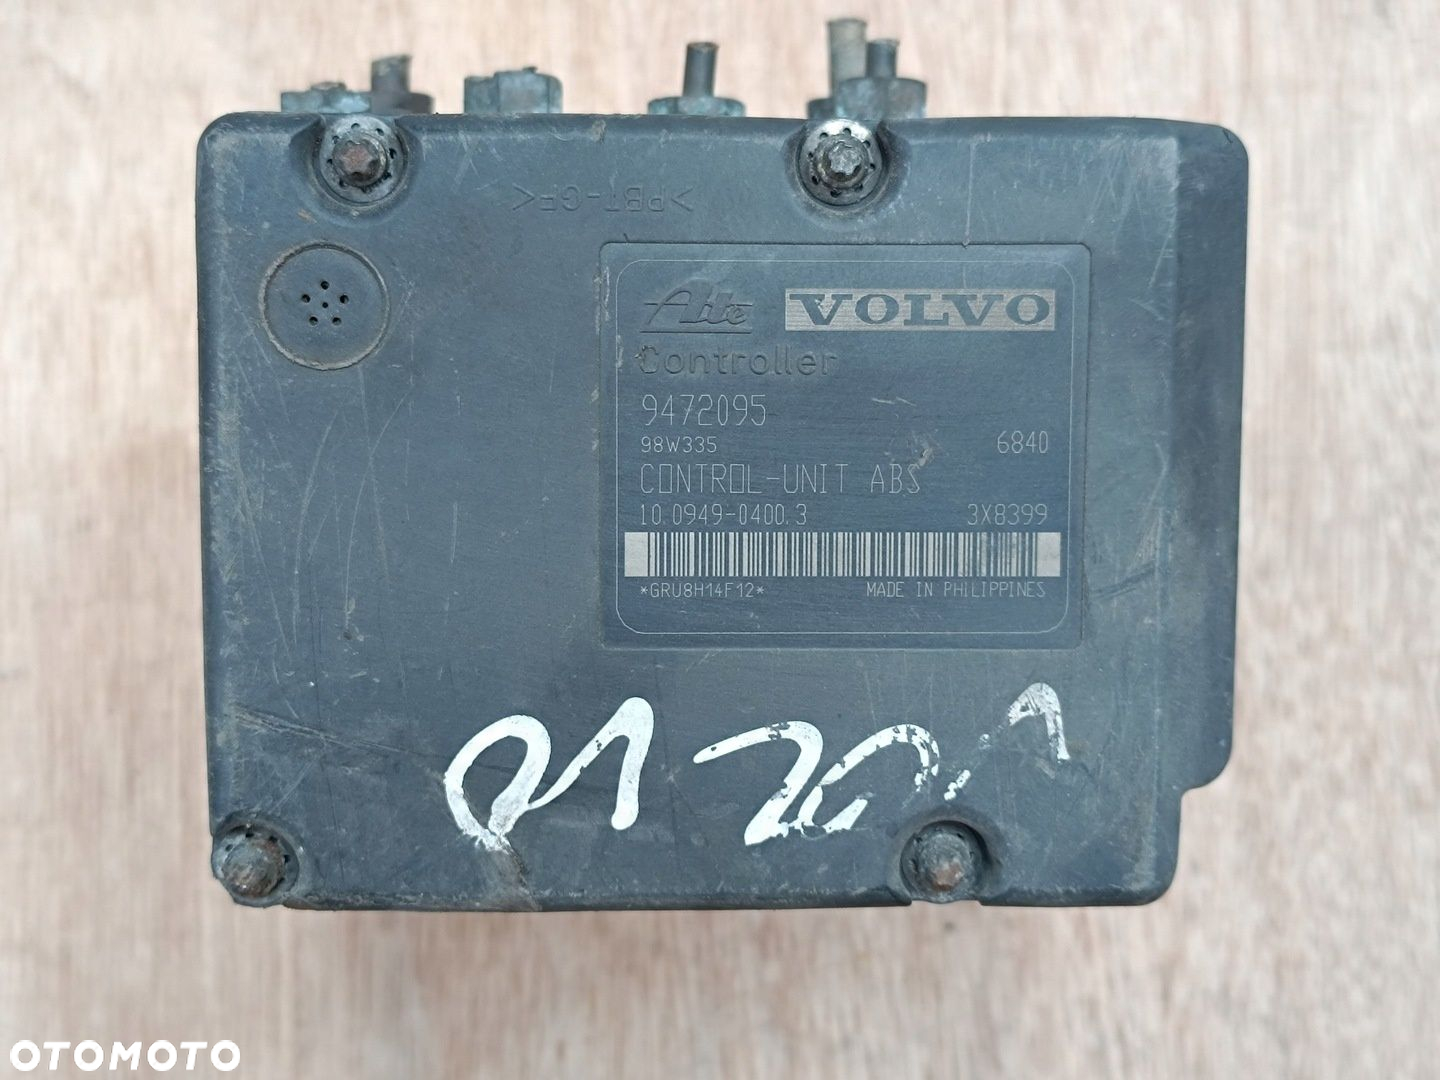 >PBT-GF<
Ate VOLVO
Controller
9472095
98W335 6840
CONTROL-UNIT ABS
10.0949-0400.3 3X8399
*GRU8H14F12* MADE IN PHILIPPINES
OTOMOTO